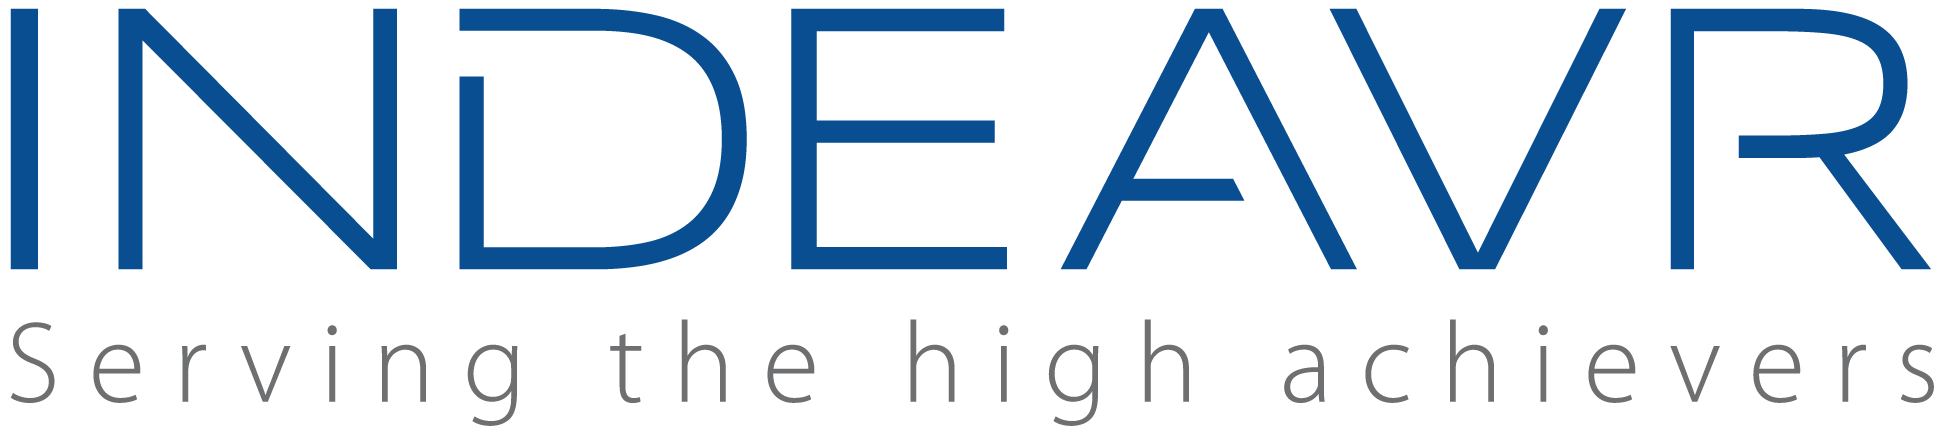 INDEAVR
Serving the high achievers